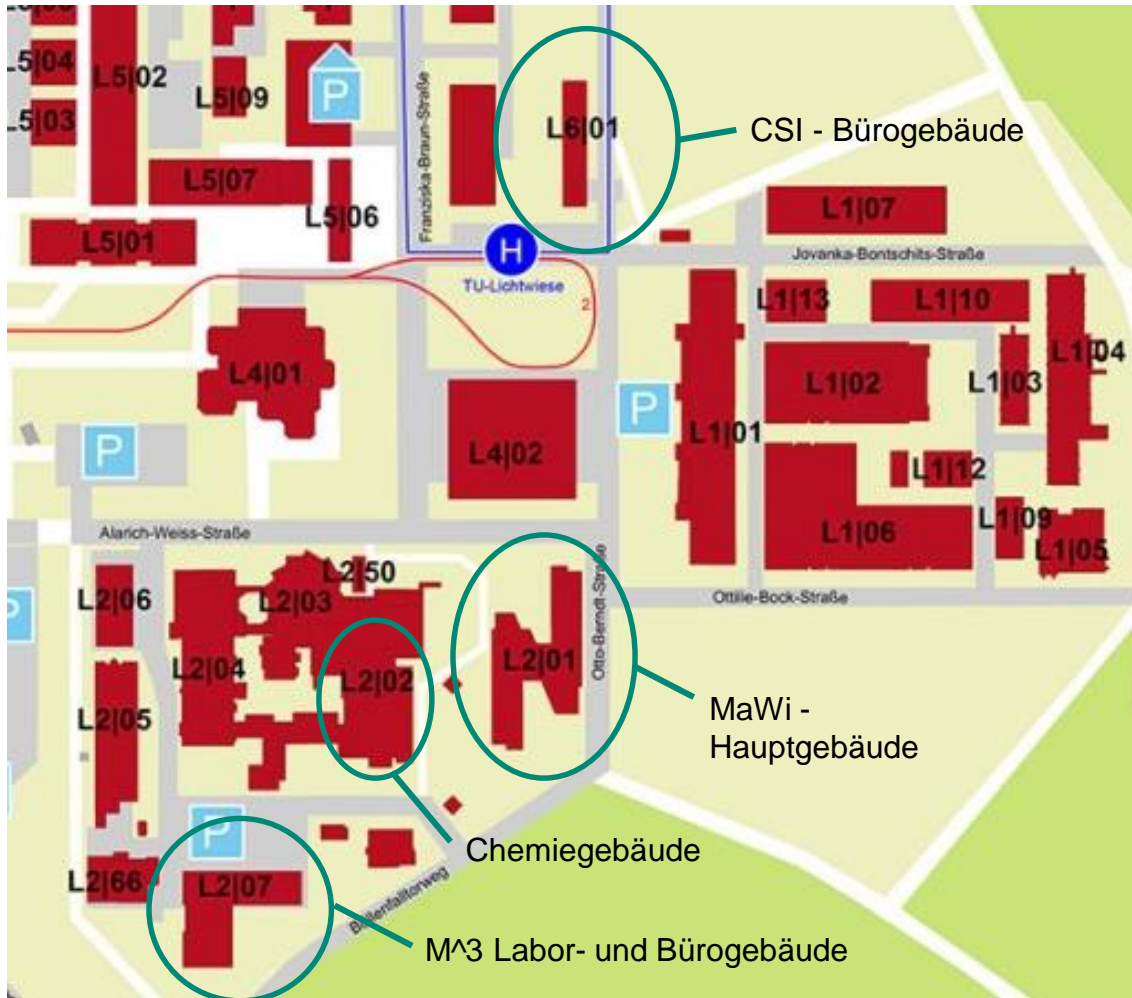 L5|04
L5|02
L5|09
P
L6|01
CSI - Bürogebäude
L5|03
Franziska-Braun-Straße
L5|07
L5|06
L1|07
L5|01
H
Jovanka-Bontschits-Straße
TU-Lichtwiese
2
L1|13
L1|10
L1|04
L4|01
L1|02
L1|03
P
L1|01
P
L4|02
L1|12
L1|09
Alarich-Weiss-Straße
L1|06
L1|05
L2|50
L2|06
L2|03
Otto-Berndt-Straße
Ottilie-Bock-Straße
P
L2|04
L2|02
L2|01
L2|05
MaWi -
Hauptgebäude
P
Chemiegebäude
L2|66
L2|07
Böllenfalltorweg
M^3 Labor- und Bürogebäude